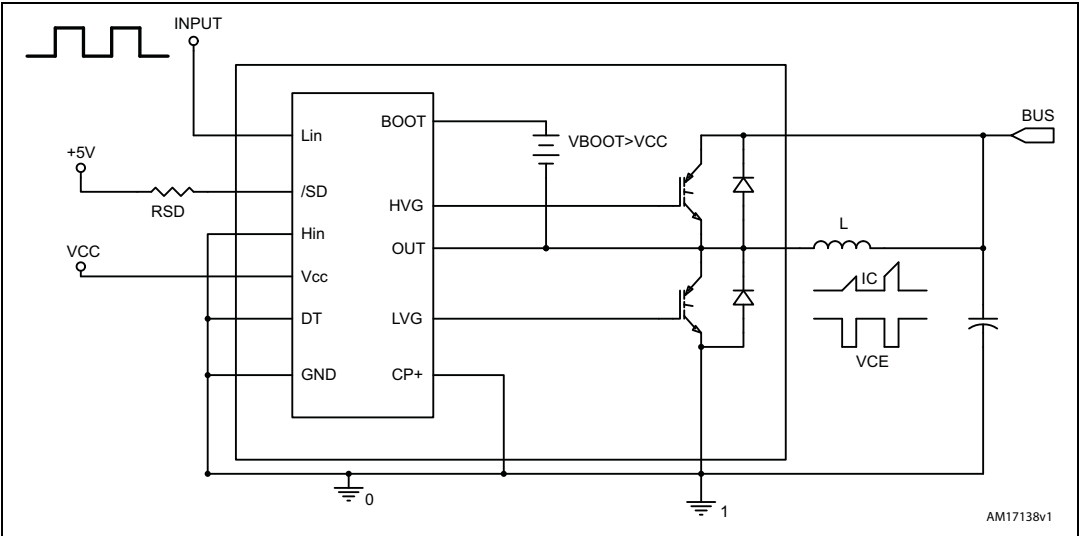 INPUT
Lin
BOOT
VBOOT>VCC
BUS
+5V
/SD
RSD
HVG
Hin
L
VCC
OUT
Vcc
IC
DT
LVG
VCE
GND
CP+
0
1
AM17138v1